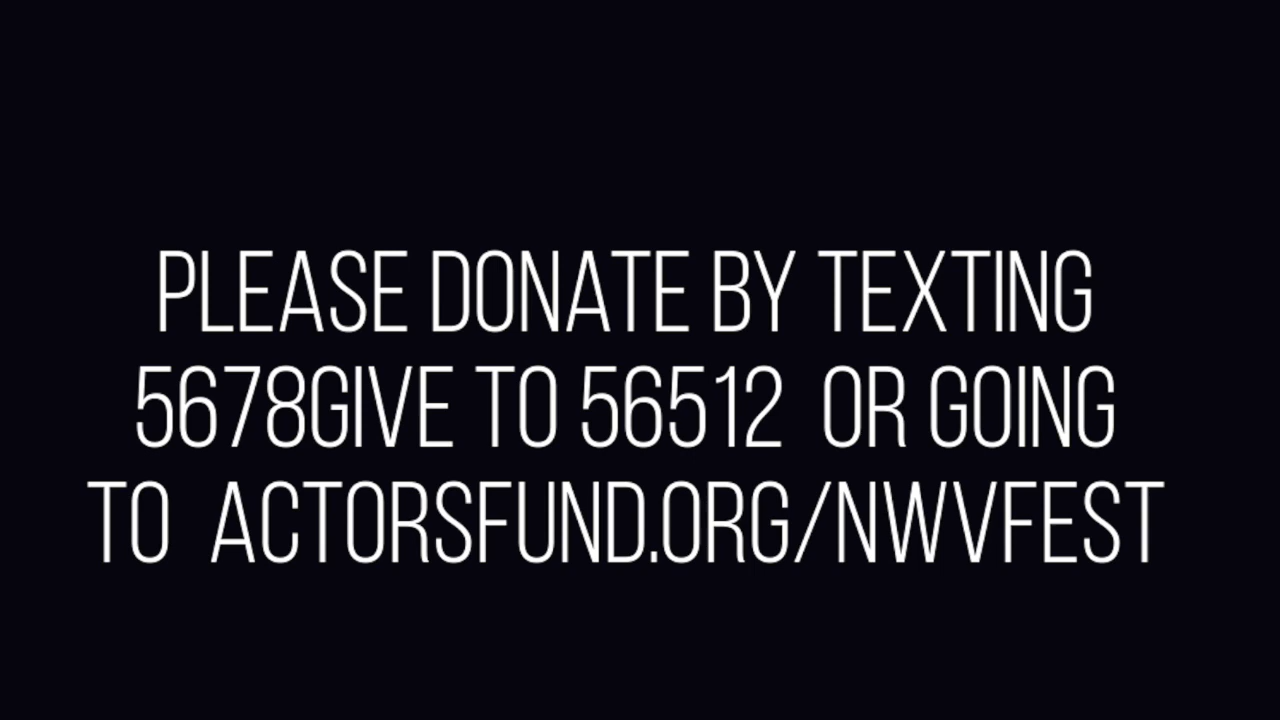 PLEASE DONATE BY TEXTING
5678GIVE TO 56512 OR GOING
TO ACTORSFUND.ORG/NWVFEST